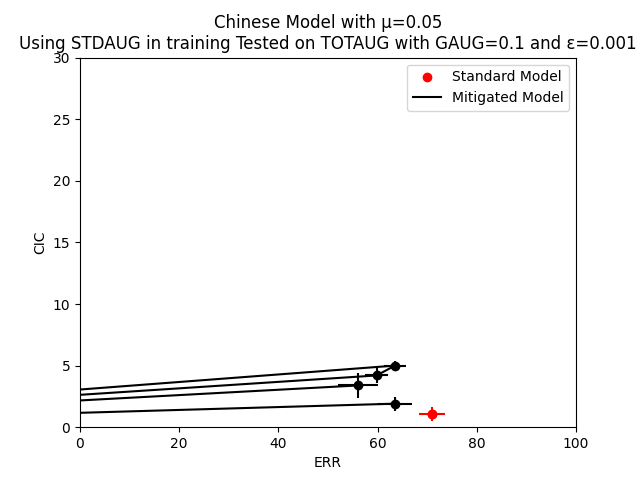 Chinese Model with μ=0.05
Using STDAUG in training Tested on TOTAUG with GAUG=0.1 and ε=0.001
Standard Model
Mitigated Model
30
25
20
15
10
5
0
CIC
0 20 40 60 80 100
ERR